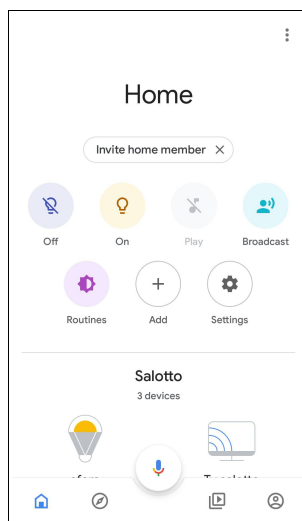 Home
Invite home member
Off
On
Play
Broadcast
Routines
Add
Settings
Salotto
3 devices